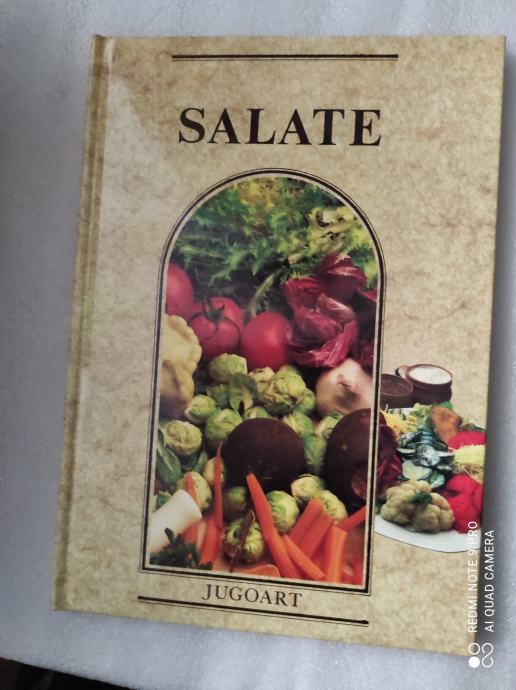 SALATE
JUGOART
REDMI NOTE 9 PRO
AI QUAD CAMERA